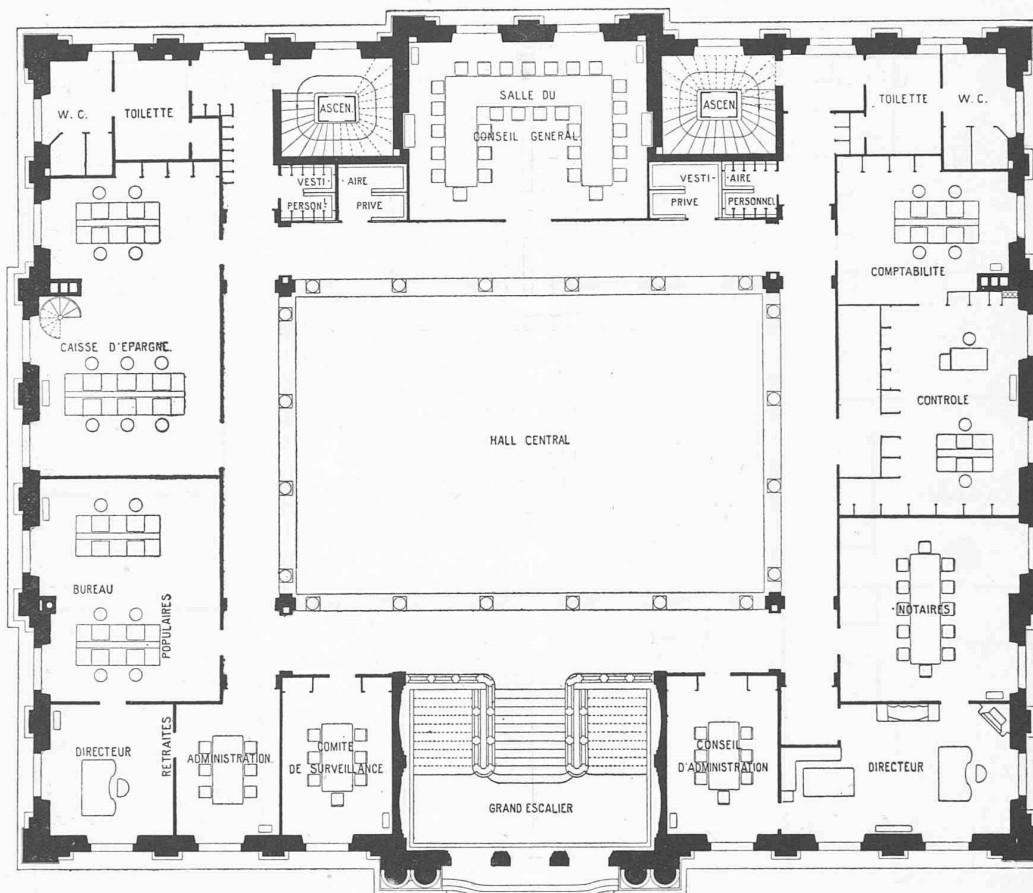 W. C.
TOILETTE
ASCEN.
SALLE DU
CONSEIL GENERAL
ASCEN.
TOILETTE
W. C.
VESTI-
AIRE
PERSONL
PRIVE
VESTI-
AIRE
PRIVE
PERSONNEL
COMPTABILITE
CAISSE D'EPARGNE.
CONTROLE
HALL CENTRAL
BUREAU
POPULAIRES
RETRAITES
NOTAIRES
DIRECTEUR
ADMINISTRATION.
COMITE
DE SURVEILLANCE
GRAND ESCALIER
CONSEIL
D'ADMINISTRATION
DIRECTEUR